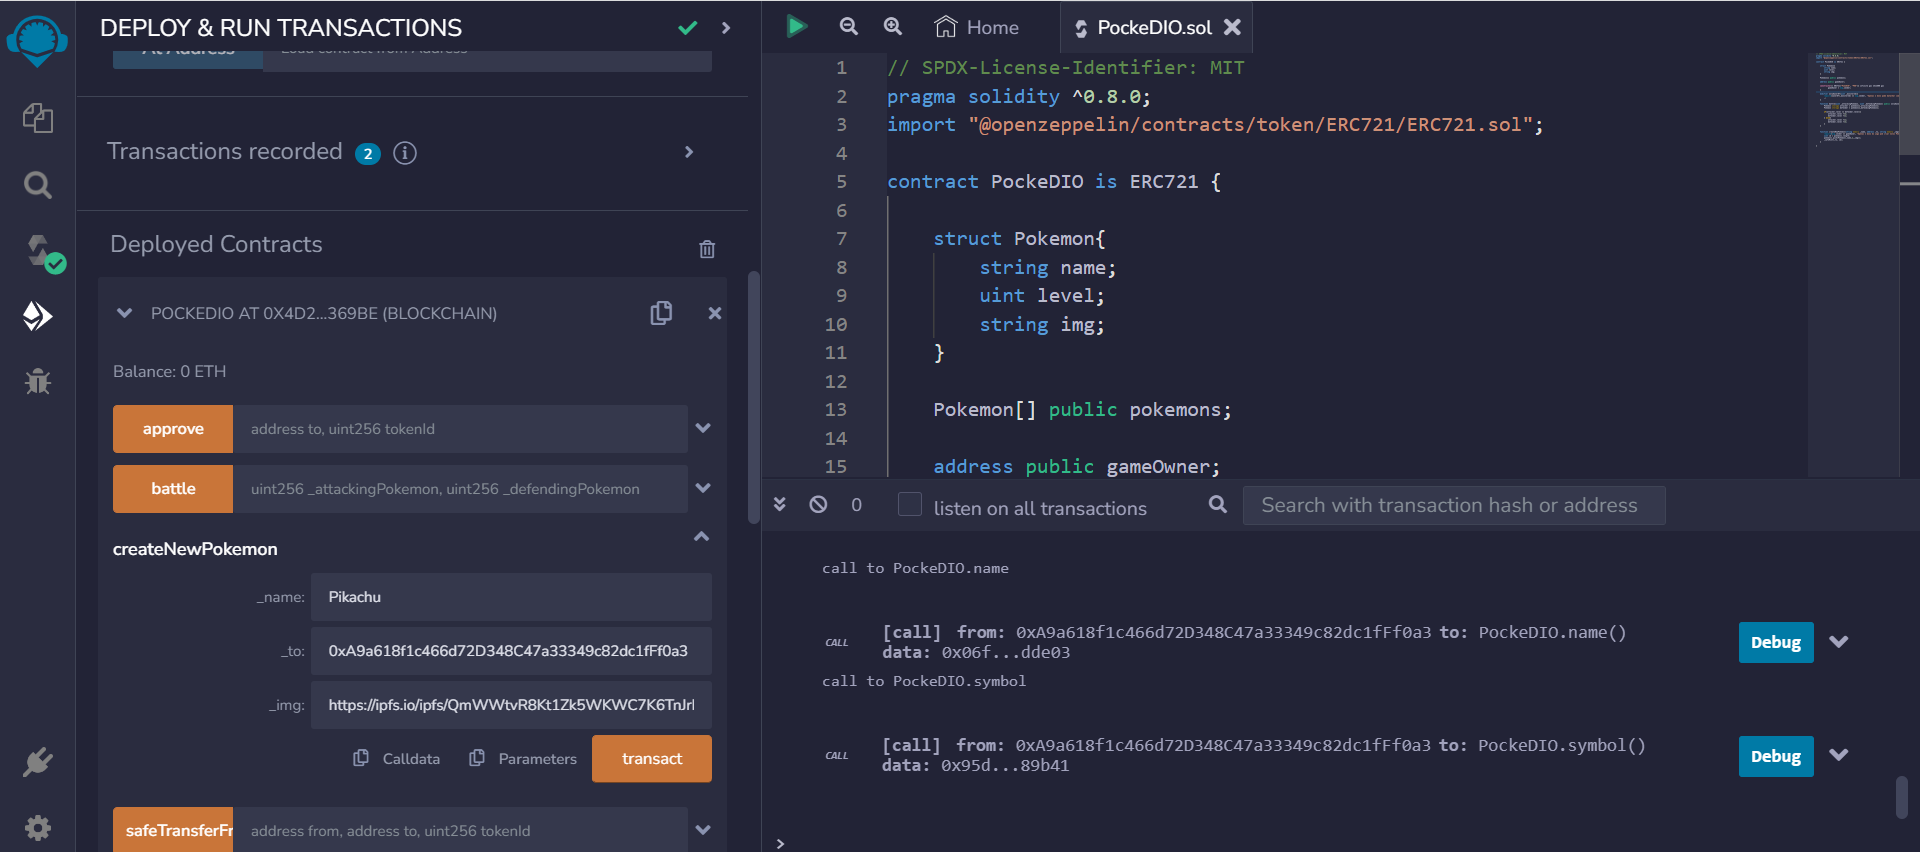 DEPLOY & RUN TRANSACTIONS
At Address
Load contract from Address
Transactions recorded 2
Deployed Contracts
POCKEDIO AT 0X4D2...369BE (BLOCKCHAIN)
Balance: 0 ETH
approve address to, uint256 tokenId
battle uint256 _attackingPokemon, uint256 _defendingPokemon
createNewPokemon
_name: Pikachu
_to: 0xA9a618f1c466d72D348C47a33349c82dc1fFf0a3
_img: https://ipfs.io/ipfs/QmWWtvR8Kt1Zk5WKWC7K6TnJrl
Calldata Parameters transact
safeTransferFr address from, address to, uint256 tokenId
Home PockeDIO.sol
1 // SPDX-License-Identifier: MIT
2 pragma solidity ^0.8.0;
3 import "@openzeppelin/contracts/token/ERC721/ERC721.sol";
4
5 contract PockeDIO is ERC721 {
6
7 struct Pokemon{
8 string name;
9 uint level;
10 string img;
11 }
12
13 Pokemon[] public pokemons;
14
15 address public gameOwner;
0 listen on all transactions Search with transaction hash or address
call to PockeDIO.name
CALL [call] from: 0xA9a618f1c466d72D348C47a33349c82dc1fFf0a3 to: PockeDIO.name()
data: 0x06f...dde03
Debug
call to PockeDIO.symbol
CALL [call] from: 0xA9a618f1c466d72D348C47a33349c82dc1fFf0a3 to: PockeDIO.symbol()
data: 0x95d...89b41
Debug
>